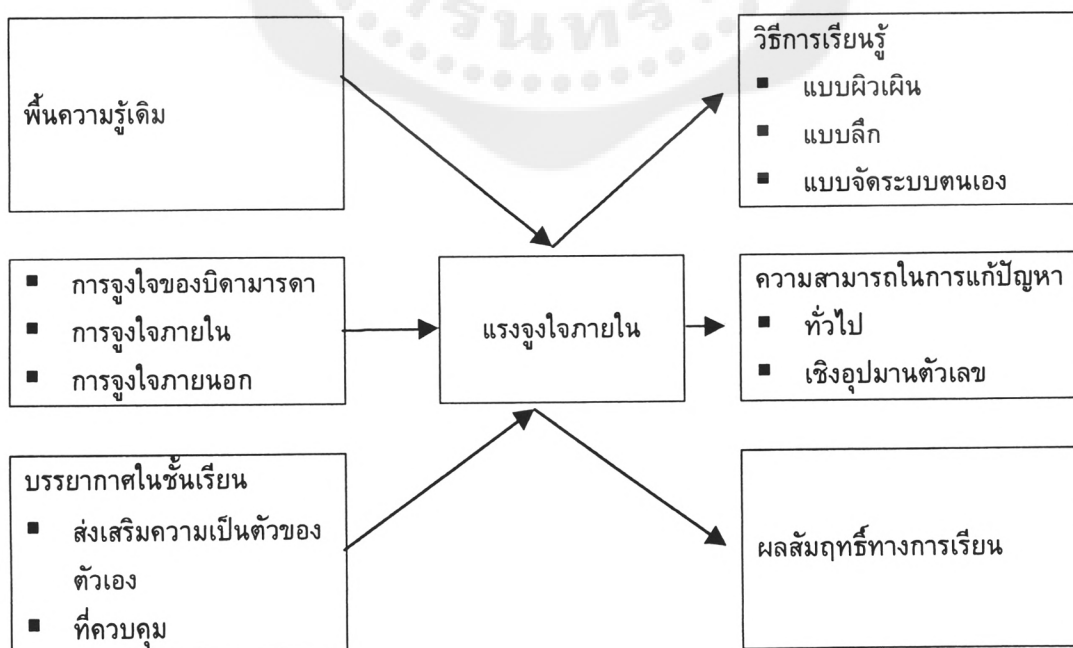 พื้นความรู้เดิม
▪ การจูงใจของบิดามารดา
▪ การจูงใจภายใน
▪ การจูงใจภายนอก
บรรยากาศในชั้นเรียน
▪ ส่งเสริมความเป็นตัวของ
ตัวเอง
▪ ที่ควบคุม
แรงจูงใจภายใน
วิธีการเรียนรู้
▪ แบบผิวเผิน
▪ แบบลึก
▪ แบบจัดระบบตนเอง
ความสามารถในการแก้ปัญหา
▪ ทั่วไป
▪ เชิงอุปมานตัวเลข
ผลสัมฤทธิ์ทางการเรียน